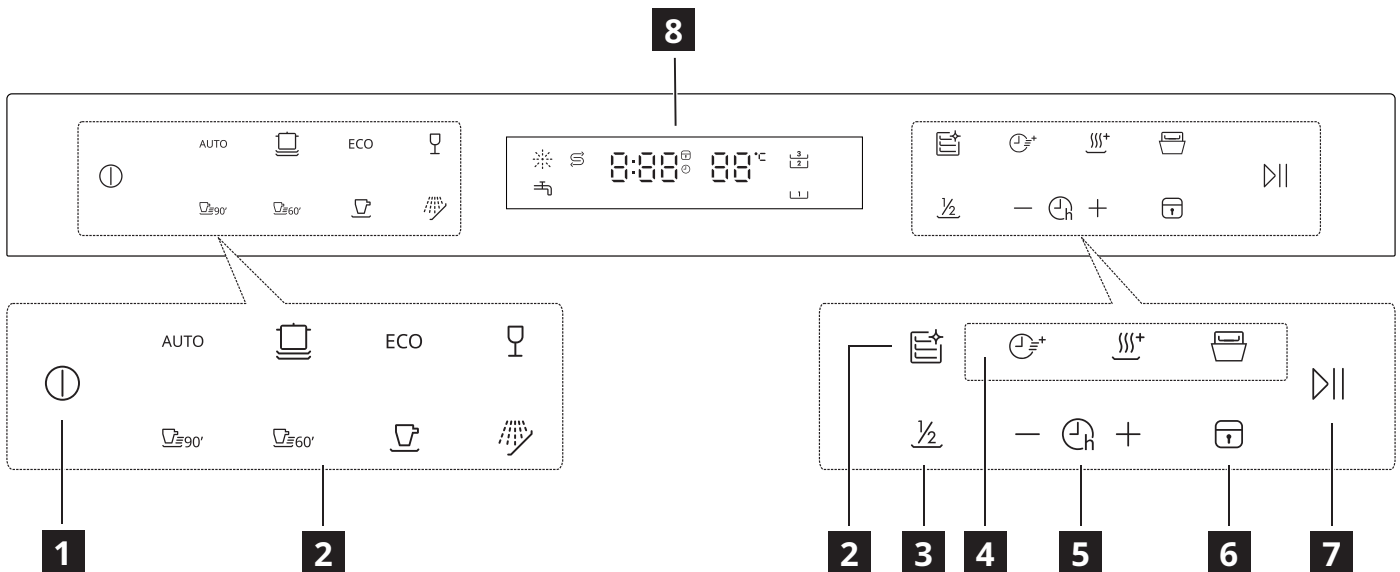 8
AUTO ECO
90′ 60′
8:88 88 °C
3
2
1
½ − h +
AUTO ECO
90′ 60′
+ +
½ − h +
1 2 2 3 4 5 6 7